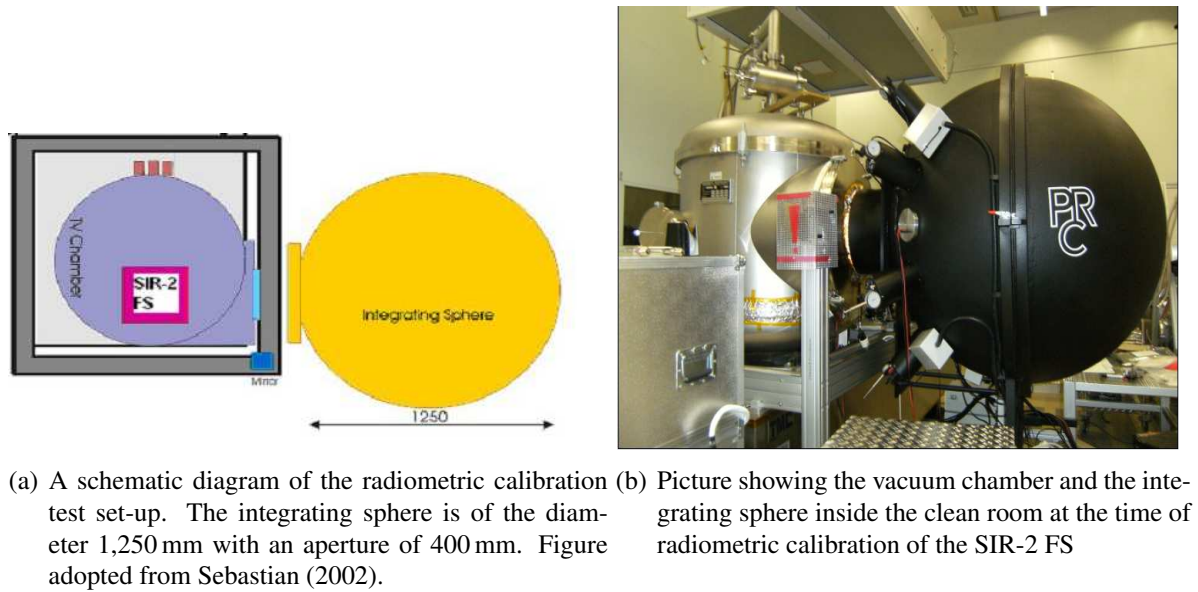 TV Chamber
SIR-2
FS
Integrating Sphere
Mirror
1250
PR
C
!
(a) A schematic diagram of the radiometric calibration
test set-up. The integrating sphere is of the diam-
eter 1,250 mm with an aperture of 400 mm. Figure
adopted from Sebastian (2002).
(b) Picture showing the vacuum chamber and the inte-
grating sphere inside the clean room at the time of
radiometric calibration of the SIR-2 FS